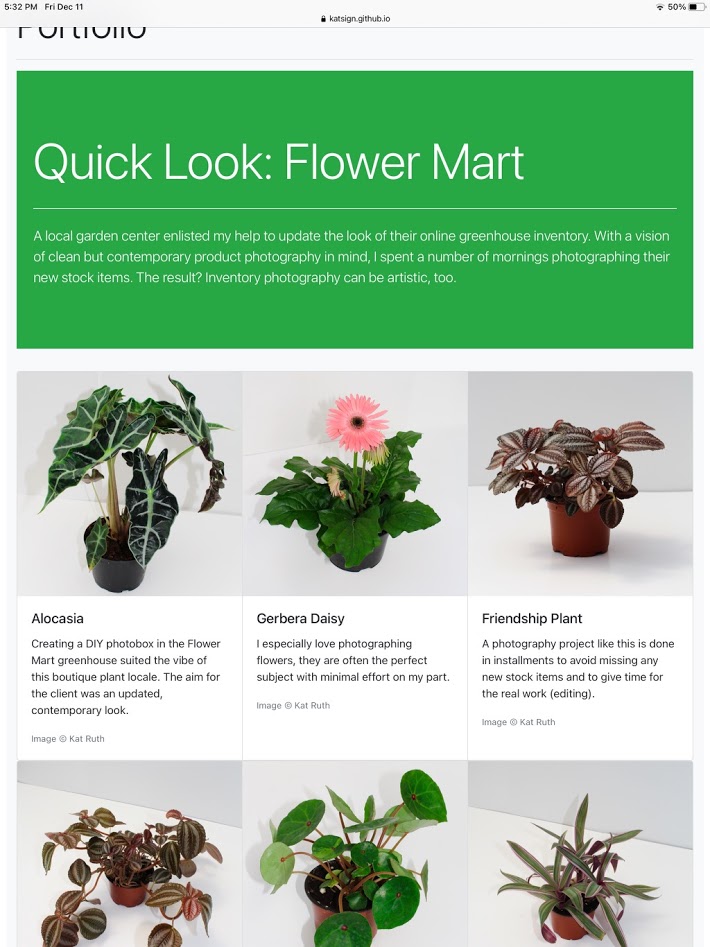 5:32 PM Fri Dec 11
50%
katsign.github.io
Portfolio
Quick Look: Flower Mart
A local garden center enlisted my help to update the look of their online greenhouse inventory. With a vision
of clean but contemporary product photography in mind, I spent a number of mornings photographing their
new stock items. The result? Inventory photography can be artistic, too.
Alocasia
Creating a DIY photobox in the Flower
Mart greenhouse suited the vibe of
this boutique plant locale. The aim for
the client was an updated,
contemporary look.
Image © Kat Ruth
Gerbera Daisy
I especially love photographing
flowers, they are often the perfect
subject with minimal effort on my part.
Image © Kat Ruth
Friendship Plant
A photography project like this is done
in installments to avoid missing any
new stock items and to give time for
the real work (editing).
Image © Kat Ruth